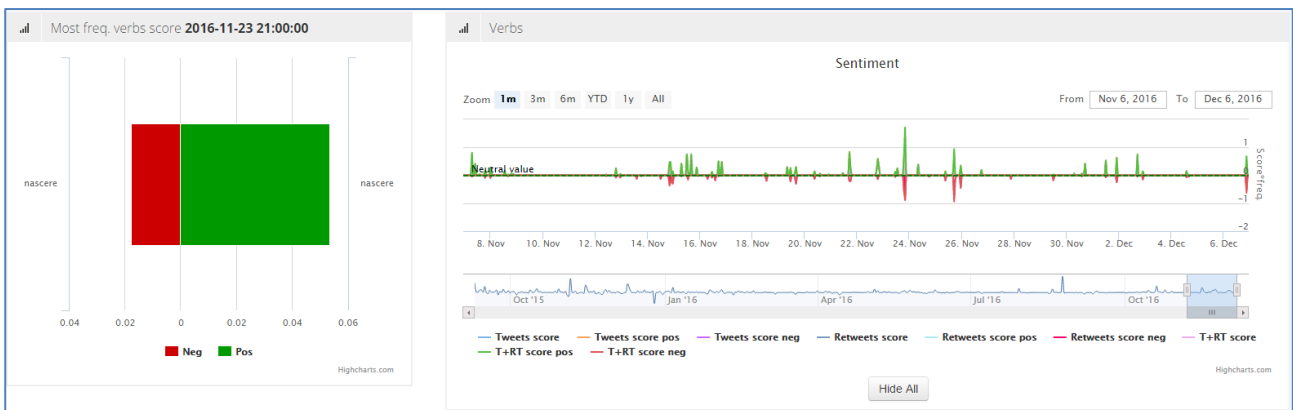 Most freq. verbs score 2016-11-23 21:00:00
nascere
nascere
0.04 0.02 0 0.02 0.04 0.06
Neg Pos
Highcharts.com
Verbs
Sentiment
Zoom 1m 3m 6m YTD 1y All
From Nov 6, 2016 To Dec 6, 2016
Neutral value
1
0
-1
-2
Score*freq
8. Nov 10. Nov 12. Nov 14. Nov 16. Nov 18. Nov 20. Nov 22. Nov 24. Nov 26. Nov 28. Nov 30. Nov 2. Dec 4. Dec 6. Dec
Oct '15 Jan '16 Apr '16 Jul '16 Oct '16
Tweets score Tweets score pos Tweets score neg Retweets score Retweets score pos Retweets score neg T+RT score
T+RT score pos T+RT score neg
Highcharts.com
Hide All